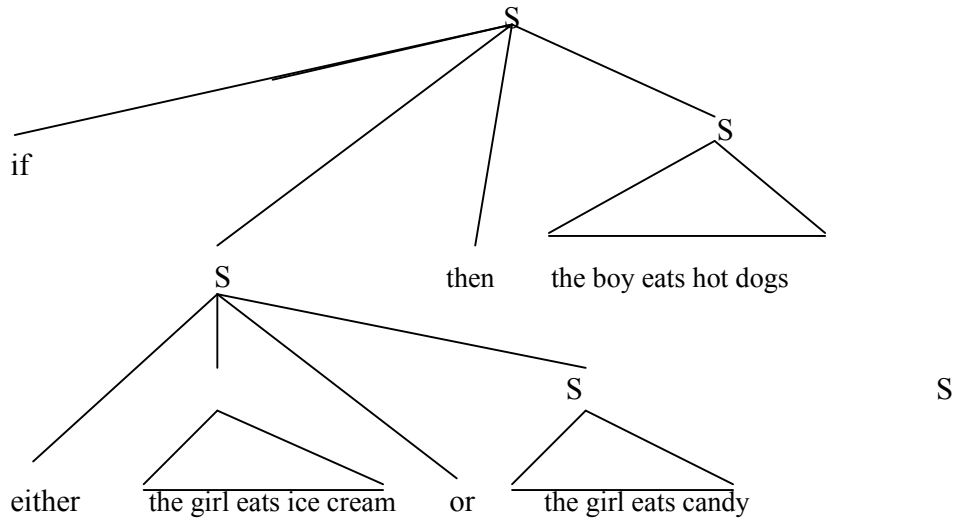 S
S
if
S then the boy eats hot dogs
S S
either the girl eats ice cream or the girl eats candy